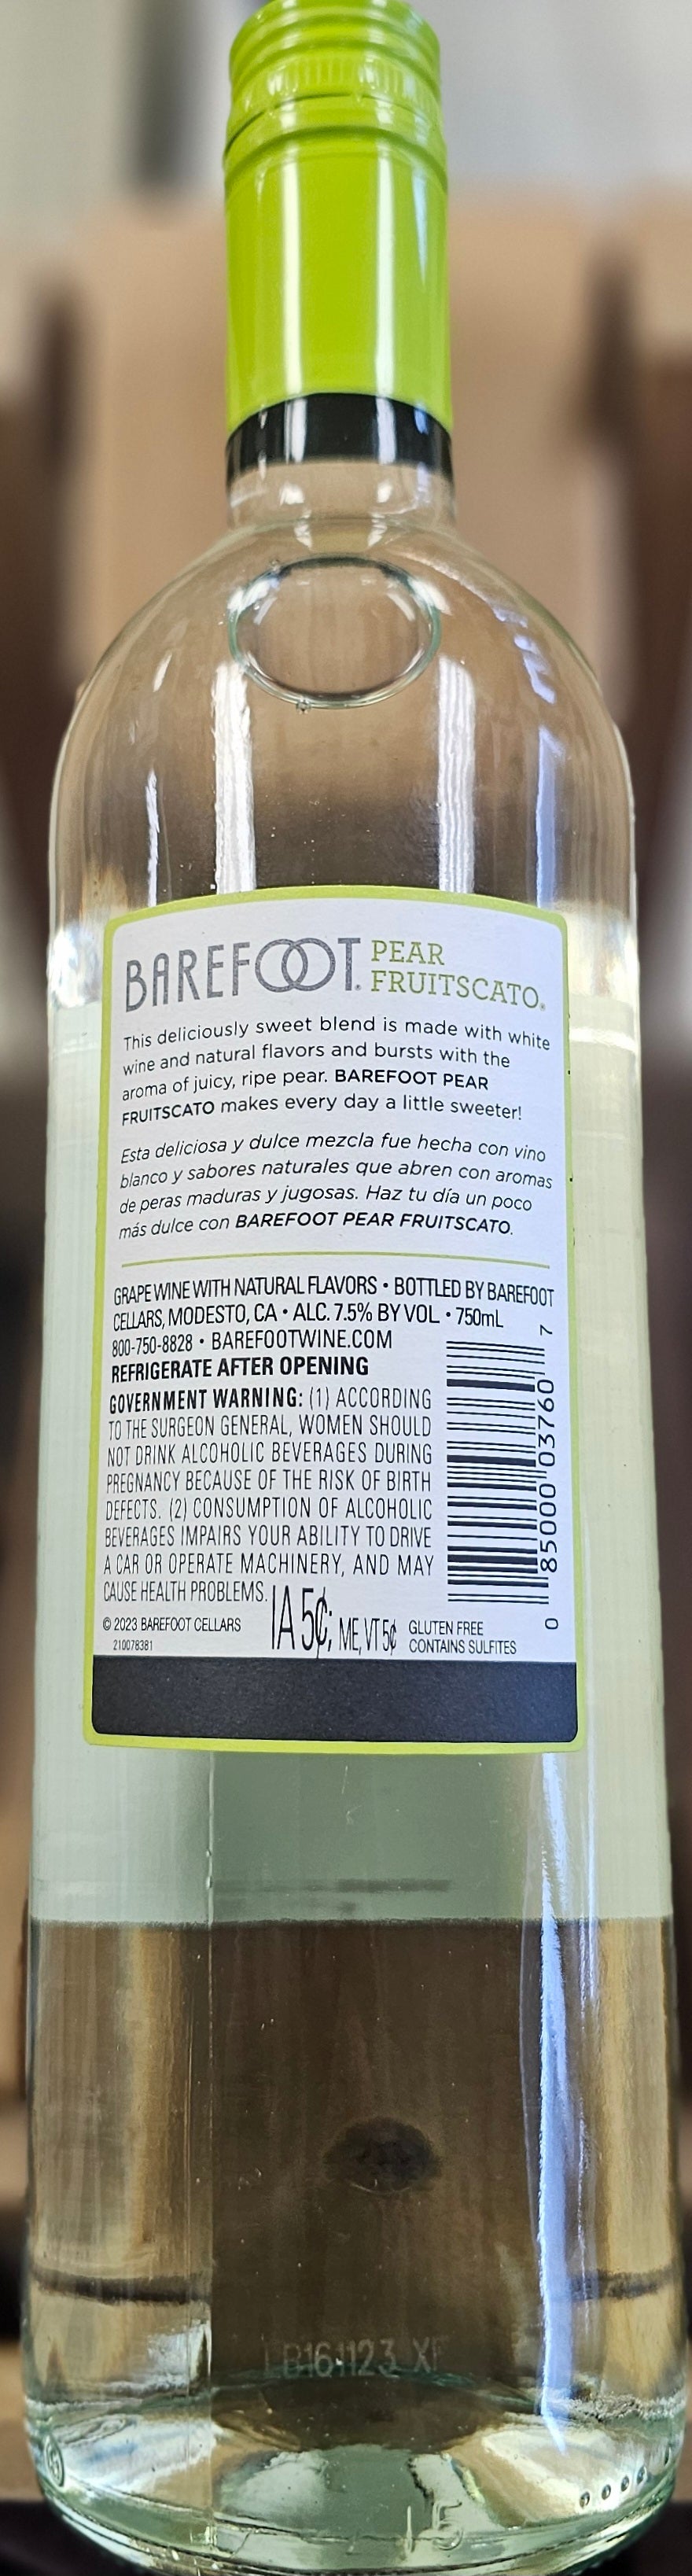 BAREFOOT. PEAR
FRUITSCATO®
This deliciously sweet blend is made with white
wine and natural flavors and bursts with the
aroma of juicy, ripe pear. BAREFOOT PEAR
FRUITSCATO makes every day a little sweeter!
Esta deliciosa y dulce mezcla fue hecha con vino
blanco y sabores naturales que abren con aromas
de peras maduras y jugosas. Haz tu día un poco
más dulce con BAREFOOT PEAR FRUITSCATO.
GRAPE WINE WITH NATURAL FLAVORS • BOTTLED BY BAREFOOT
CELLARS, MODESTO, CA • ALC. 7.5% BY VOL • 750mL
800-750-8828 • BAREFOOTWINE.COM
REFRIGERATE AFTER OPENING
GOVERNMENT WARNING: (1) ACCORDING
TO THE SURGEON GENERAL, WOMEN SHOULD
NOT DRINK ALCOHOLIC BEVERAGES DURING
PREGNANCY BECAUSE OF THE RISK OF BIRTH
DEFECTS. (2) CONSUMPTION OF ALCOHOLIC
BEVERAGES IMPAIRS YOUR ABILITY TO DRIVE
A CAR OR OPERATE MACHINERY, AND MAY
CAUSE HEALTH PROBLEMS.
0 85000 03760 7
© 2023 BAREFOOT CELLARS
210078381
IA 5¢; ME, VT 5¢
GLUTEN FREE
CONTAINS SULFITES
15